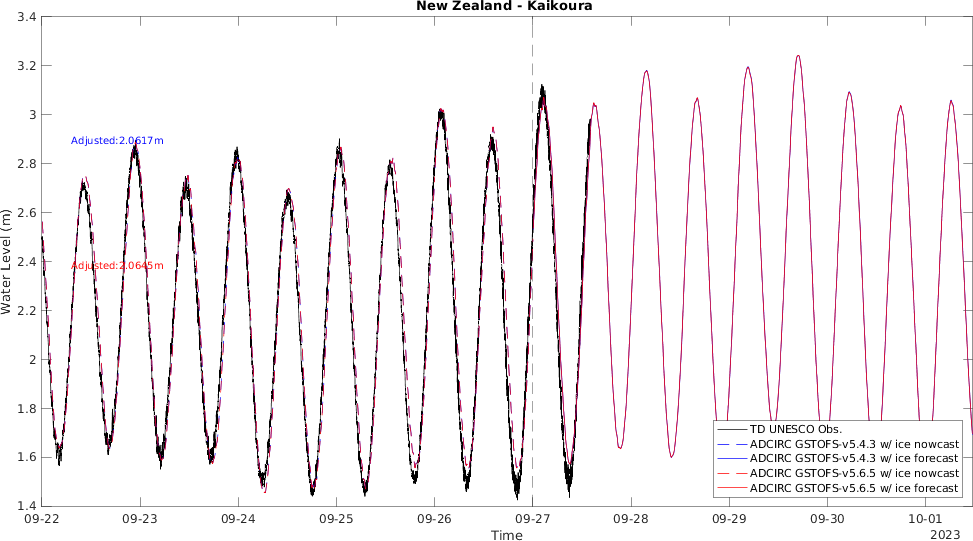 New Zealand - Kaikoura
3.4
3.2
3
2.8
2.6
2.4
2.2
2
1.8
1.6
1.4
Water Level (m)
Adjusted:2.0617m
Adjusted:2.0645m
TD UNESCO Obs.
ADCIRC GSTOFS-v5.4.3 w/ ice nowcast
ADCIRC GSTOFS-v5.4.3 w/ ice forecast
ADCIRC GSTOFS-v5.6.5 w/ ice nowcast
ADCIRC GSTOFS-v5.6.5 w/ ice forecast
09-22 09-23 09-24 09-25 09-26 09-27 09-28 09-29 09-30 10-01
Time
2023